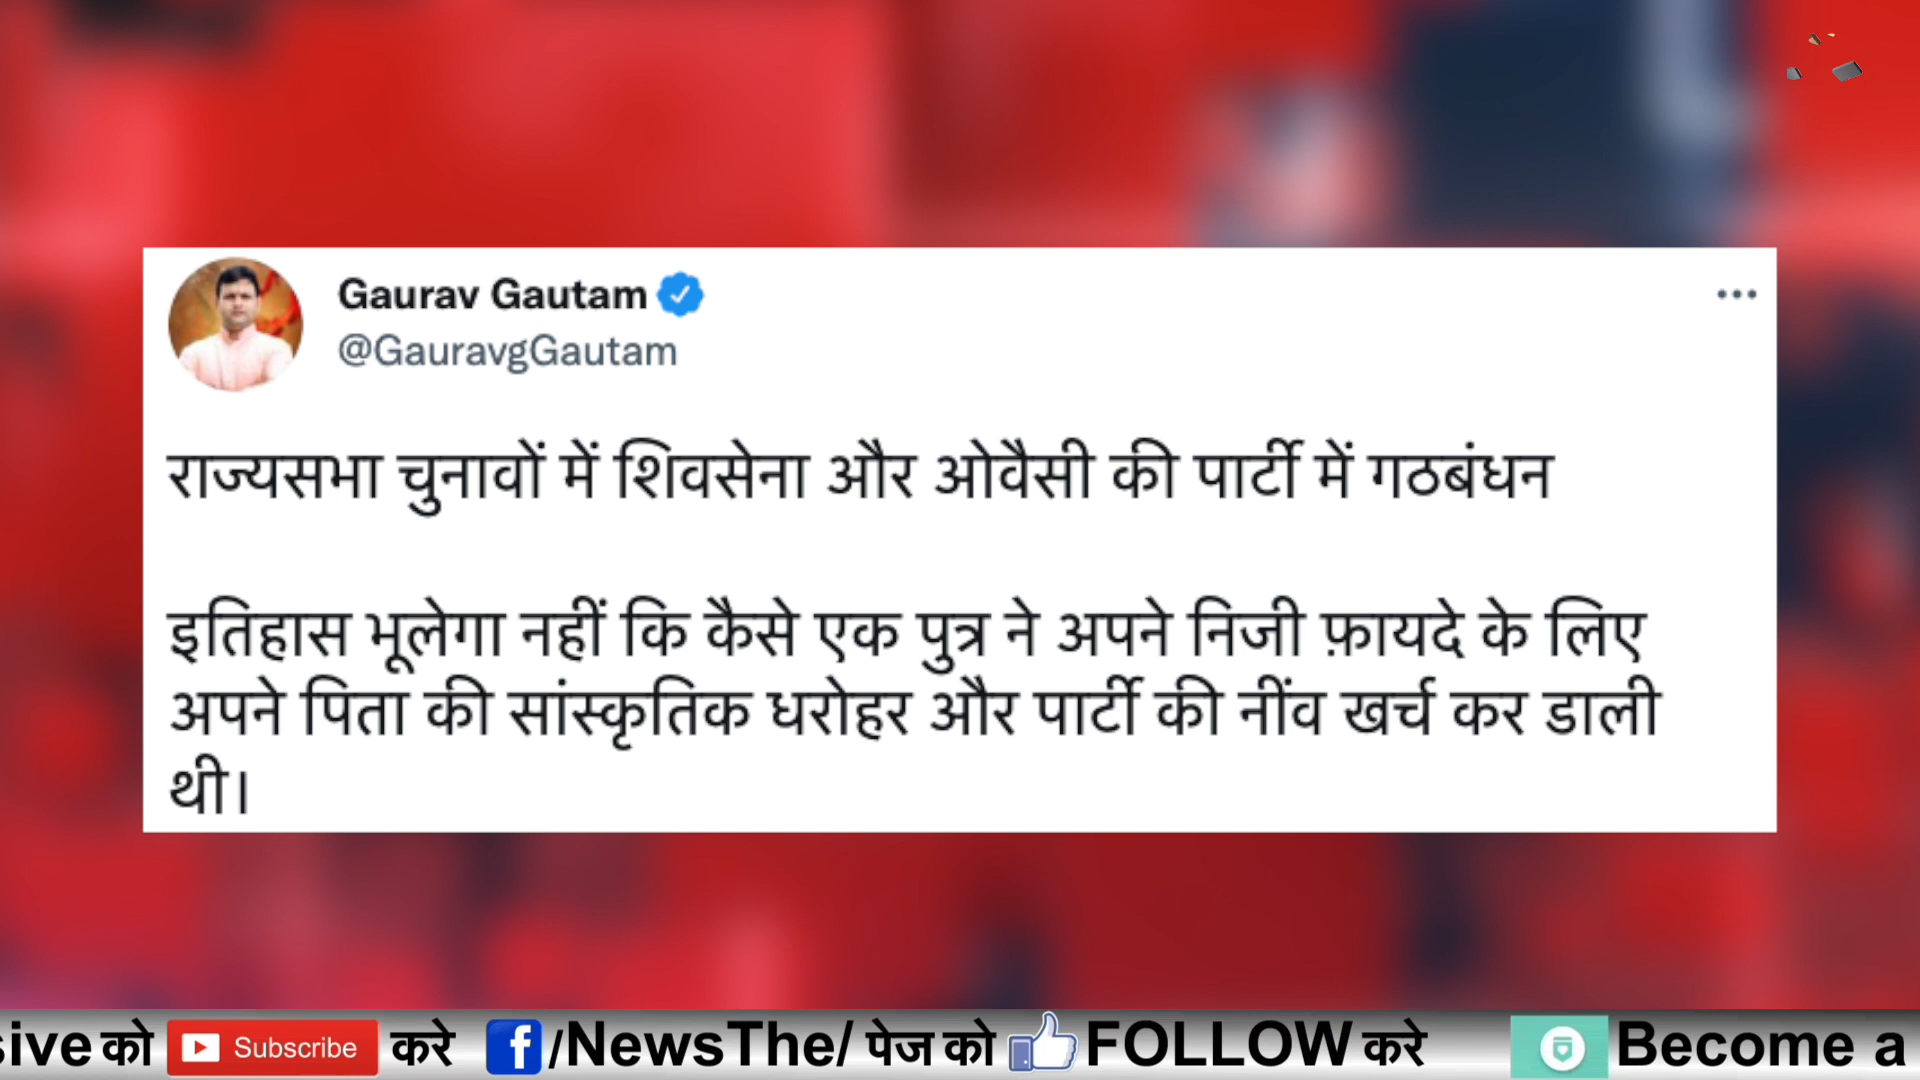 Gaurav Gautam
@GauravgGautam
राज्यसभा चुनावों में शिवसेना और ओवैसी की पार्टी में गठबंधन
इतिहास भूलेगा नहीं कि कैसे एक पुत्र ने अपने निजी फ़ायदे के लिए
अपने पिता की सांस्कृतिक धरोहर और पार्टी की नींव खर्च कर डाली
थी।
sive को Subscribe करे f/NewsThe/ पेज को FOLLOW करे Become a